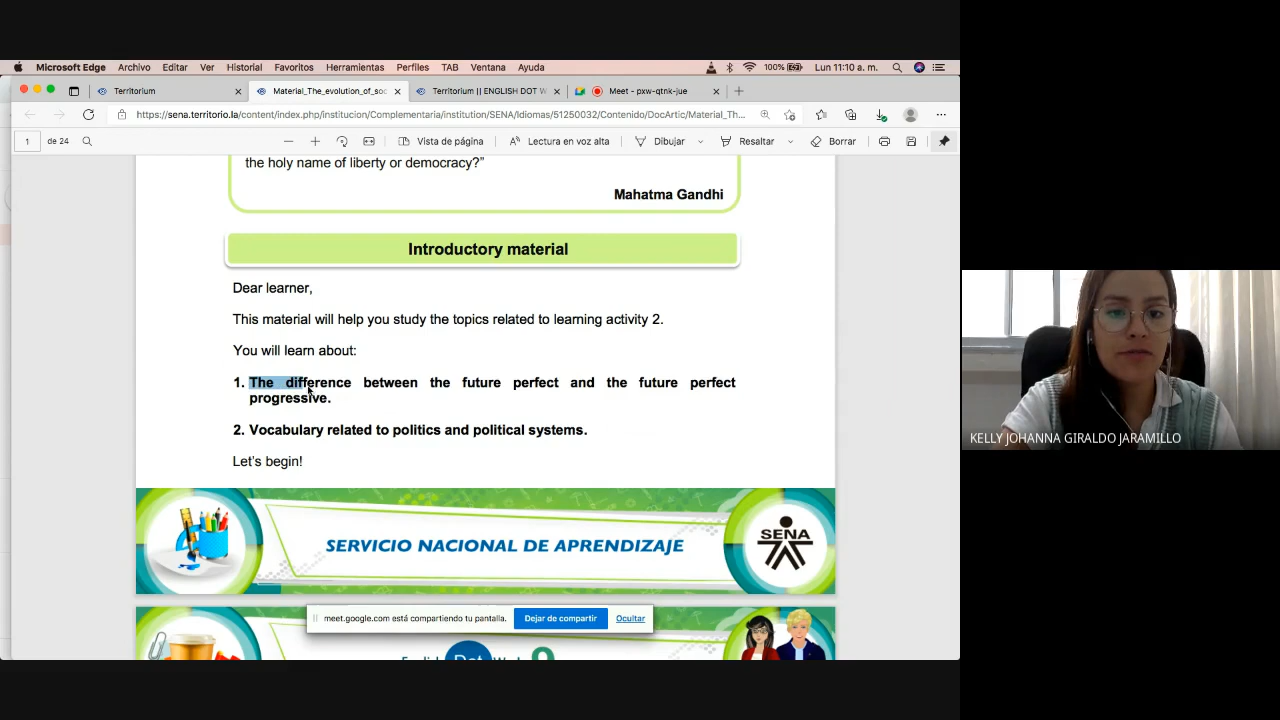 Microsoft Edge Archivo Editar Ver Historial Favoritos Herramientas Perfiles TAB Ventana Ayuda 100% Lun 11:10 a. m.
Territorium Material_The_evolution_of_soc Territorium || ENGLISH DOT W Meet - pxw-qtnk-jue
https://sena.territorio.la/content/index.php/institucion/Complementaria/institution/SENA/Idiomas/51250032/Contenido/DocArtic/Material_Th...
1 de 24 Vista de página Lectura en voz alta Dibujar Resaltar Borrar
the holy name of liberty or democracy?”
Mahatma Gandhi
Introductory material
Dear learner,
This material will help you study the topics related to learning activity 2.
You will learn about:
1. The difference between the future perfect and the future perfect
progressive.
2. Vocabulary related to politics and political systems.
Let's begin!
SERVICIO NACIONAL DE APRENDIZAJE
SENA
meet.google.com está compartiendo tu pantalla. Dejar de compartir Ocultar
English Dot
KELLY JOHANNA GIRALDO JARAMILLO